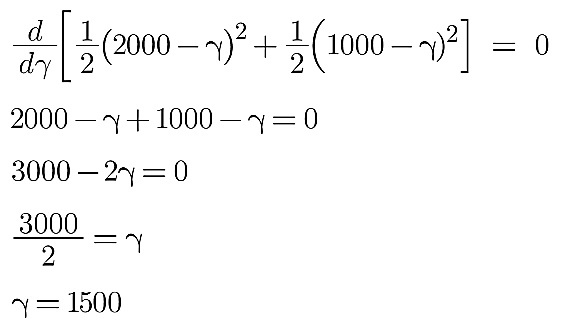 d/dγ [ 1/2 (2000 − γ)² + 1/2 (1000 − γ)² ] = 0
2000 − γ + 1000 − γ = 0
3000 − 2γ = 0
3000/2 = γ
γ = 1500